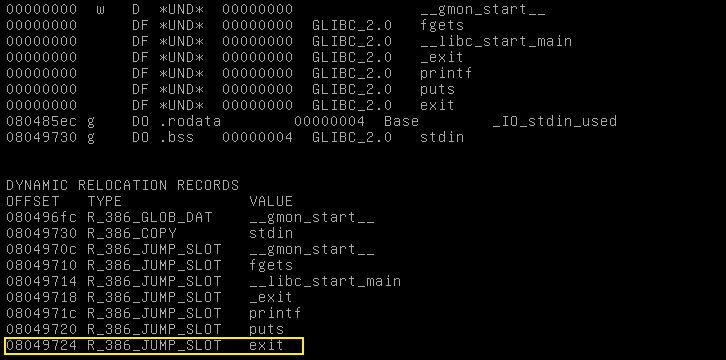 00000000  w   D  *UND*  00000000              __gmon_start__
00000000      DF *UND*  00000000  GLIBC_2.0   fgets
00000000      DF *UND*  00000000  GLIBC_2.0   __libc_start_main
00000000      DF *UND*  00000000  GLIBC_2.0   _exit
00000000      DF *UND*  00000000  GLIBC_2.0   printf
00000000      DF *UND*  00000000  GLIBC_2.0   puts
00000000      DF *UND*  00000000  GLIBC_2.0   exit
080485ec g    DO .rodata        00000004  Base        _IO_stdin_used
08049730 g    DO .bss   00000004  GLIBC_2.0   stdin
DYNAMIC RELOCATION RECORDS
OFFSET   TYPE              VALUE
080496fc R_386_GLOB_DAT    __gmon_start__
08049730 R_386_COPY        stdin
0804970c R_386_JUMP_SLOT   __gmon_start__
08049710 R_386_JUMP_SLOT   fgets
08049714 R_386_JUMP_SLOT   __libc_start_main
08049718 R_386_JUMP_SLOT   _exit
0804971c R_386_JUMP_SLOT   printf
08049720 R_386_JUMP_SLOT   puts
08049724 R_386_JUMP_SLOT   exit